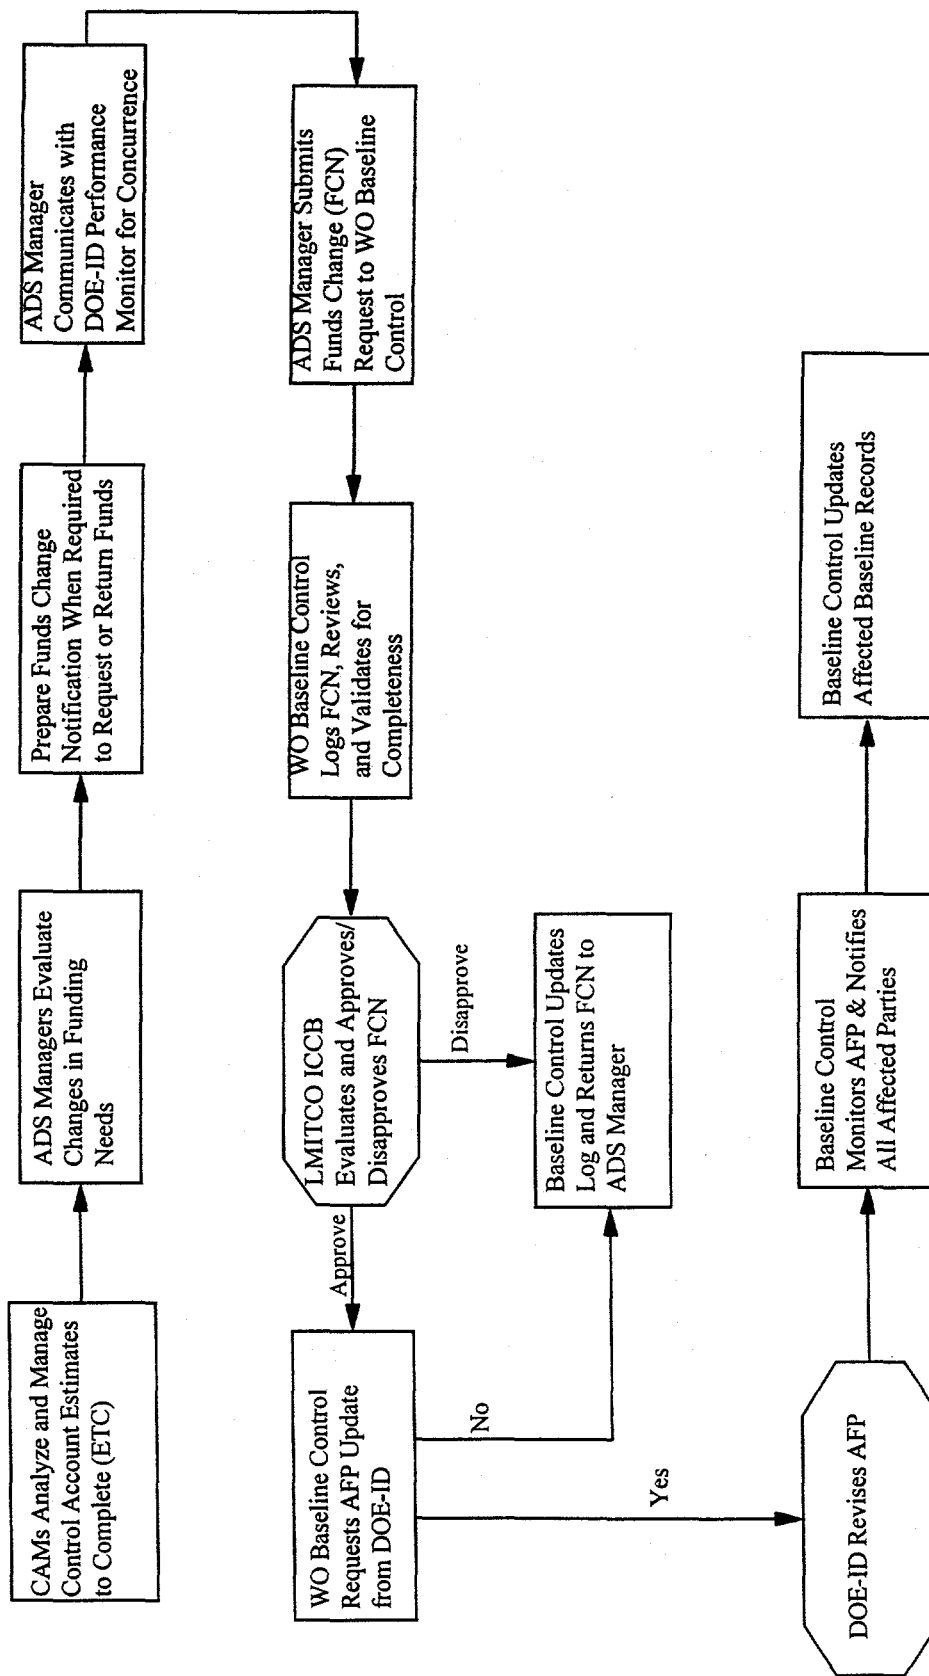 CAMs Analyze and Manage
Control Account Estimates
to Complete (ETC)
ADS Managers Evaluate
Changes in Funding
Needs
Prepare Funds Change
Notification When Required
to Request or Return Funds
ADS Manager
Communicates with
DOE-ID Performance
Monitor for Concurrence
ADS Manager Submits
Funds Change (FCN)
Request to WO Baseline
Control
WO Baseline Control
Logs FCN, Reviews,
and Validates for
Completeness
LMITCO ICCB
Evaluates and Approves/
Disapproves FCN
Approve
Disapprove
WO Baseline Control
Requests AFP Update
from DOE-ID
No
Baseline Control Updates
Log and Returns FCN to
ADS Manager
Yes
DOE-ID Revises AFP
Baseline Control
Monitors AFP & Notifies
All Affected Parties
Baseline Control Updates
Affected Baseline Records